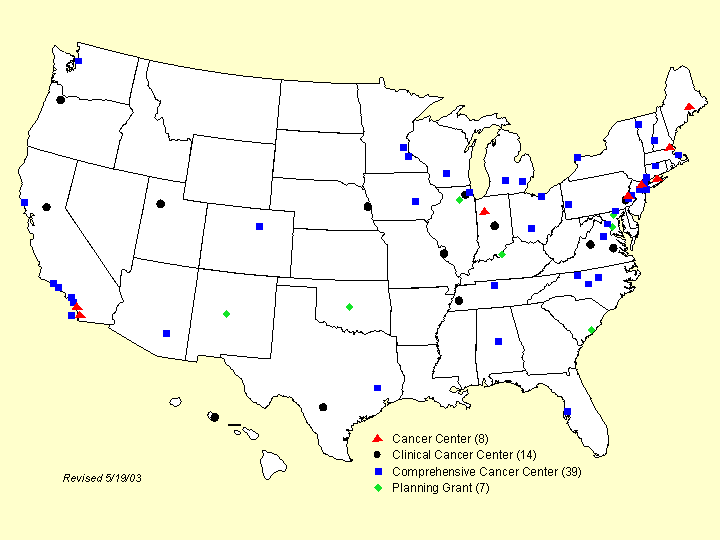 Cancer Center (8)
Clinical Cancer Center (14)
Comprehensive Cancer Center (39)
Planning Grant (7)
Revised 5/19/03